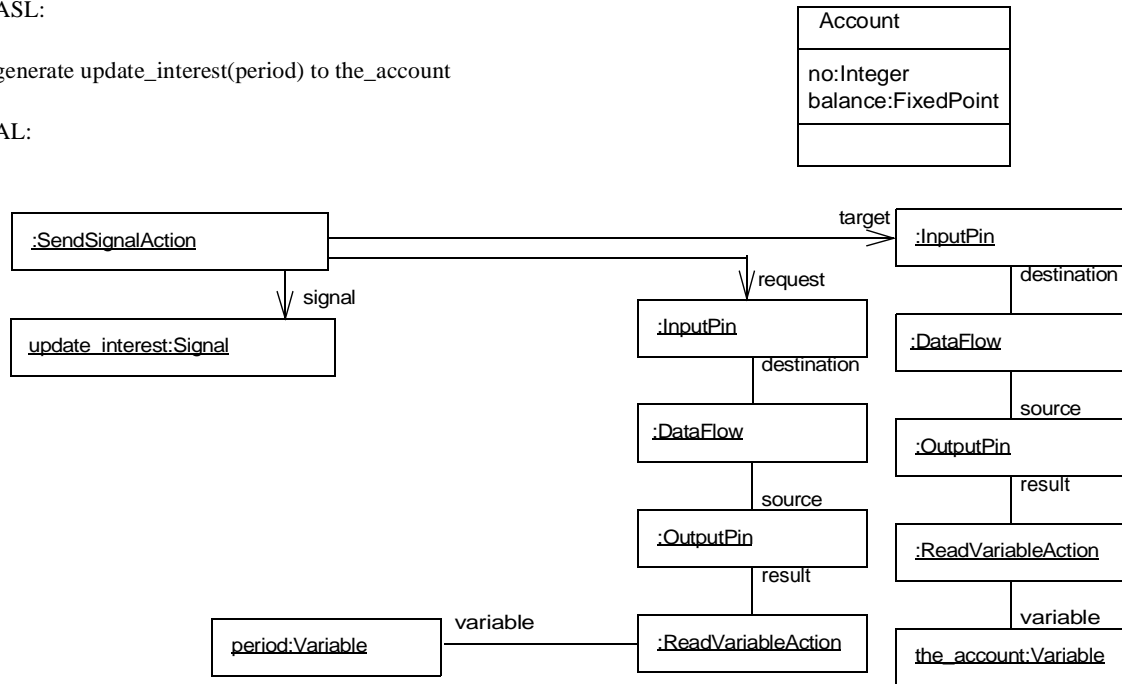 ASL:
Account
generate update_interest(period) to the_account
no:Integer
balance:FixedPoint
AL:
target
:SendSignalAction
:InputPin
destination
request
signal
:InputPin
update_interest:Signal
:DataFlow
destination
source
:DataFlow
:OutputPin
result
source
:OutputPin
:ReadVariableAction
result
variable
variable
period:Variable
:ReadVariableAction
the_account:Variable